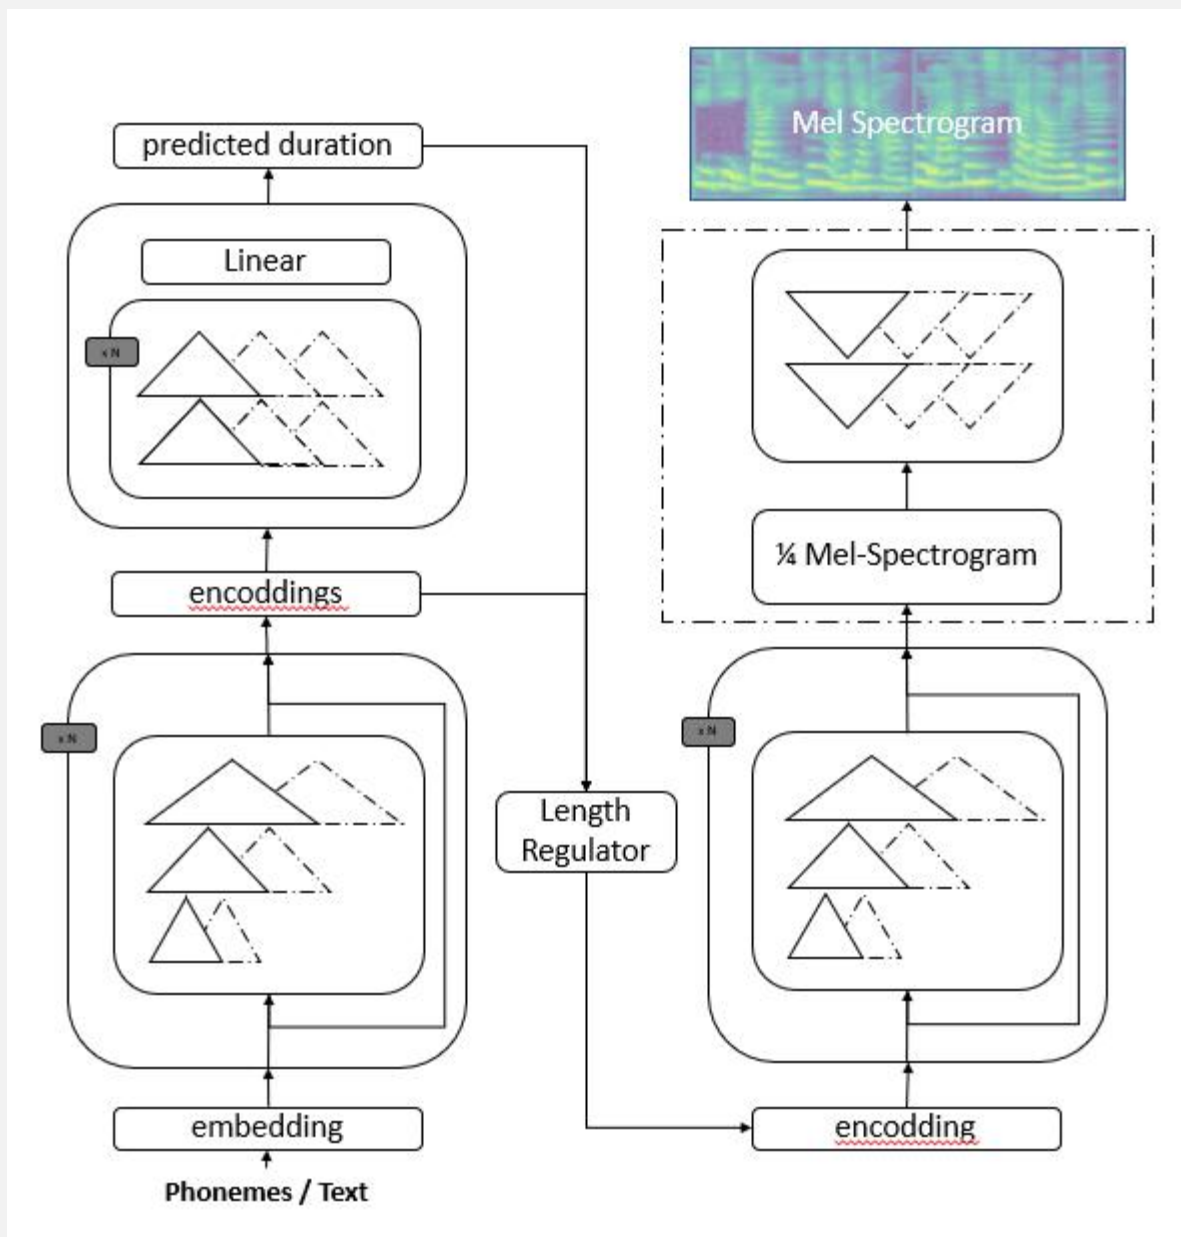 Mel Spectrogram
predicted duration
Linear
x N
¼ Mel-Spectrogram
encoddings
x N
x N
Length
Regulator
embedding
encodding
Phonemes / Text